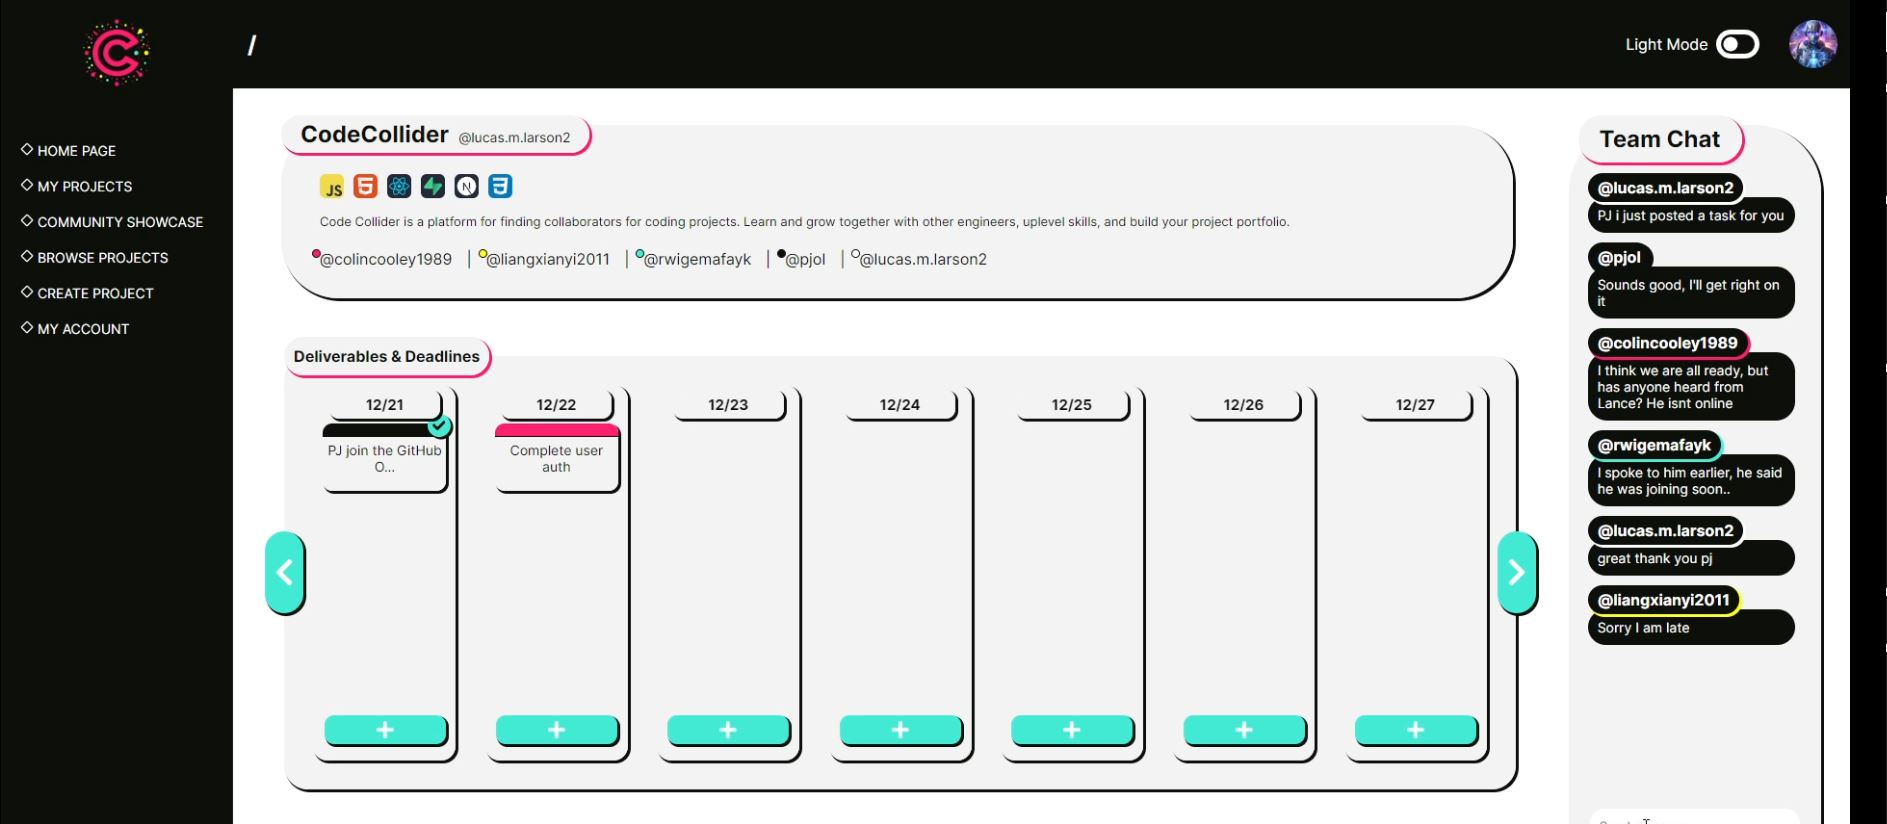 /
Light Mode
HOME PAGE
MY PROJECTS
COMMUNITY SHOWCASE
BROWSE PROJECTS
CREATE PROJECT
MY ACCOUNT
CodeCollider @lucas.m.larson2
JS
Code Collider is a platform for finding collaborators for coding projects. Learn and grow together with other engineers, uplevel skills, and build your project portfolio.
@colincooley1989 | @liangxianyi2011 | @rwigemafayk | @pjol | @lucas.m.larson2
Deliverables & Deadlines
12/21
PJ join the GitHub
O...
12/22
Complete user
auth
12/23
12/24
12/25
12/26
12/27
Team Chat
@lucas.m.larson2
PJ i just posted a task for you
@pjol
Sounds good, I'll get right on
it
@colincooley1989
I think we are all ready, but
has anyone heard from
Lance? He isnt online
@rwigemafayk
I spoke to him earlier, he said
he was joining soon..
@lucas.m.larson2
great thank you pj
@liangxianyi2011
Sorry I am late